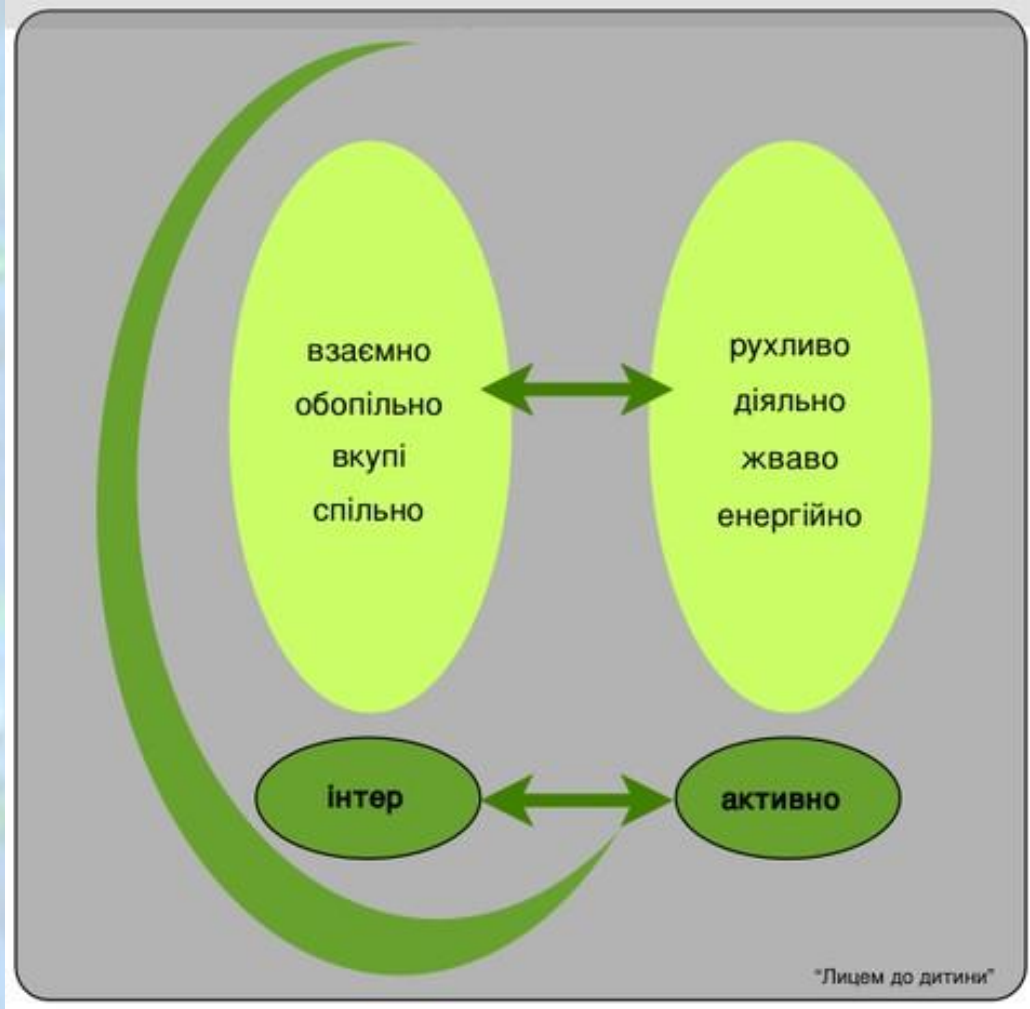 взаємно
обопільно
вкупі
спільно
рухливо
діяльно
жваво
енергійно
інтер
активно
“Лицем до дитини”